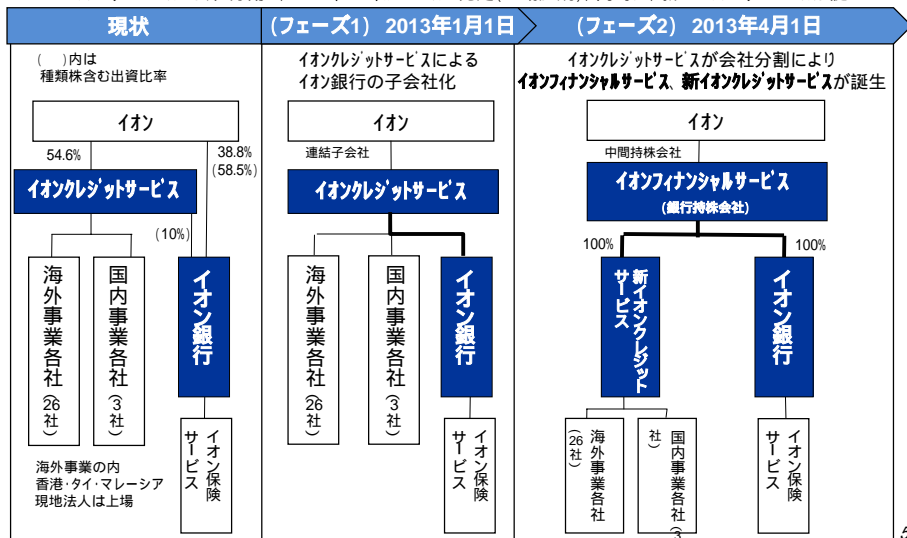 現状
(フェーズ1) 2013年1月1日
(フェーズ2) 2013年4月1日
( )内は
種類株含む出資比率
イオン
54.6%
38.8%
(58.5%)
イオンクレジットサービス
(10%)
海外事業各社(26社)
国内事業各社(3社)
イオン銀行
イオン保険
サービス
海外事業の内
香港・タイ・マレーシア
現地法人は上場
イオンクレジットサービスによる
イオン銀行の子会社化
イオン
連結子会社
イオンクレジットサービス
海外事業各社(26社)
国内事業各社(3社)
イオン銀行
イオン保険
サービス
イオンクレジットサービスが会社分割により
イオンフィナンシャルサービス、新イオンクレジットサービスが誕生
イオン
中間持株会社
イオンフィナンシャルサービス
(銀行持株会社)
100%
100%
新イオンクレジット
サービス
イオン銀行
海外事業各社
(26社)
国内事業各社(3
社)
イオン保険
サービス